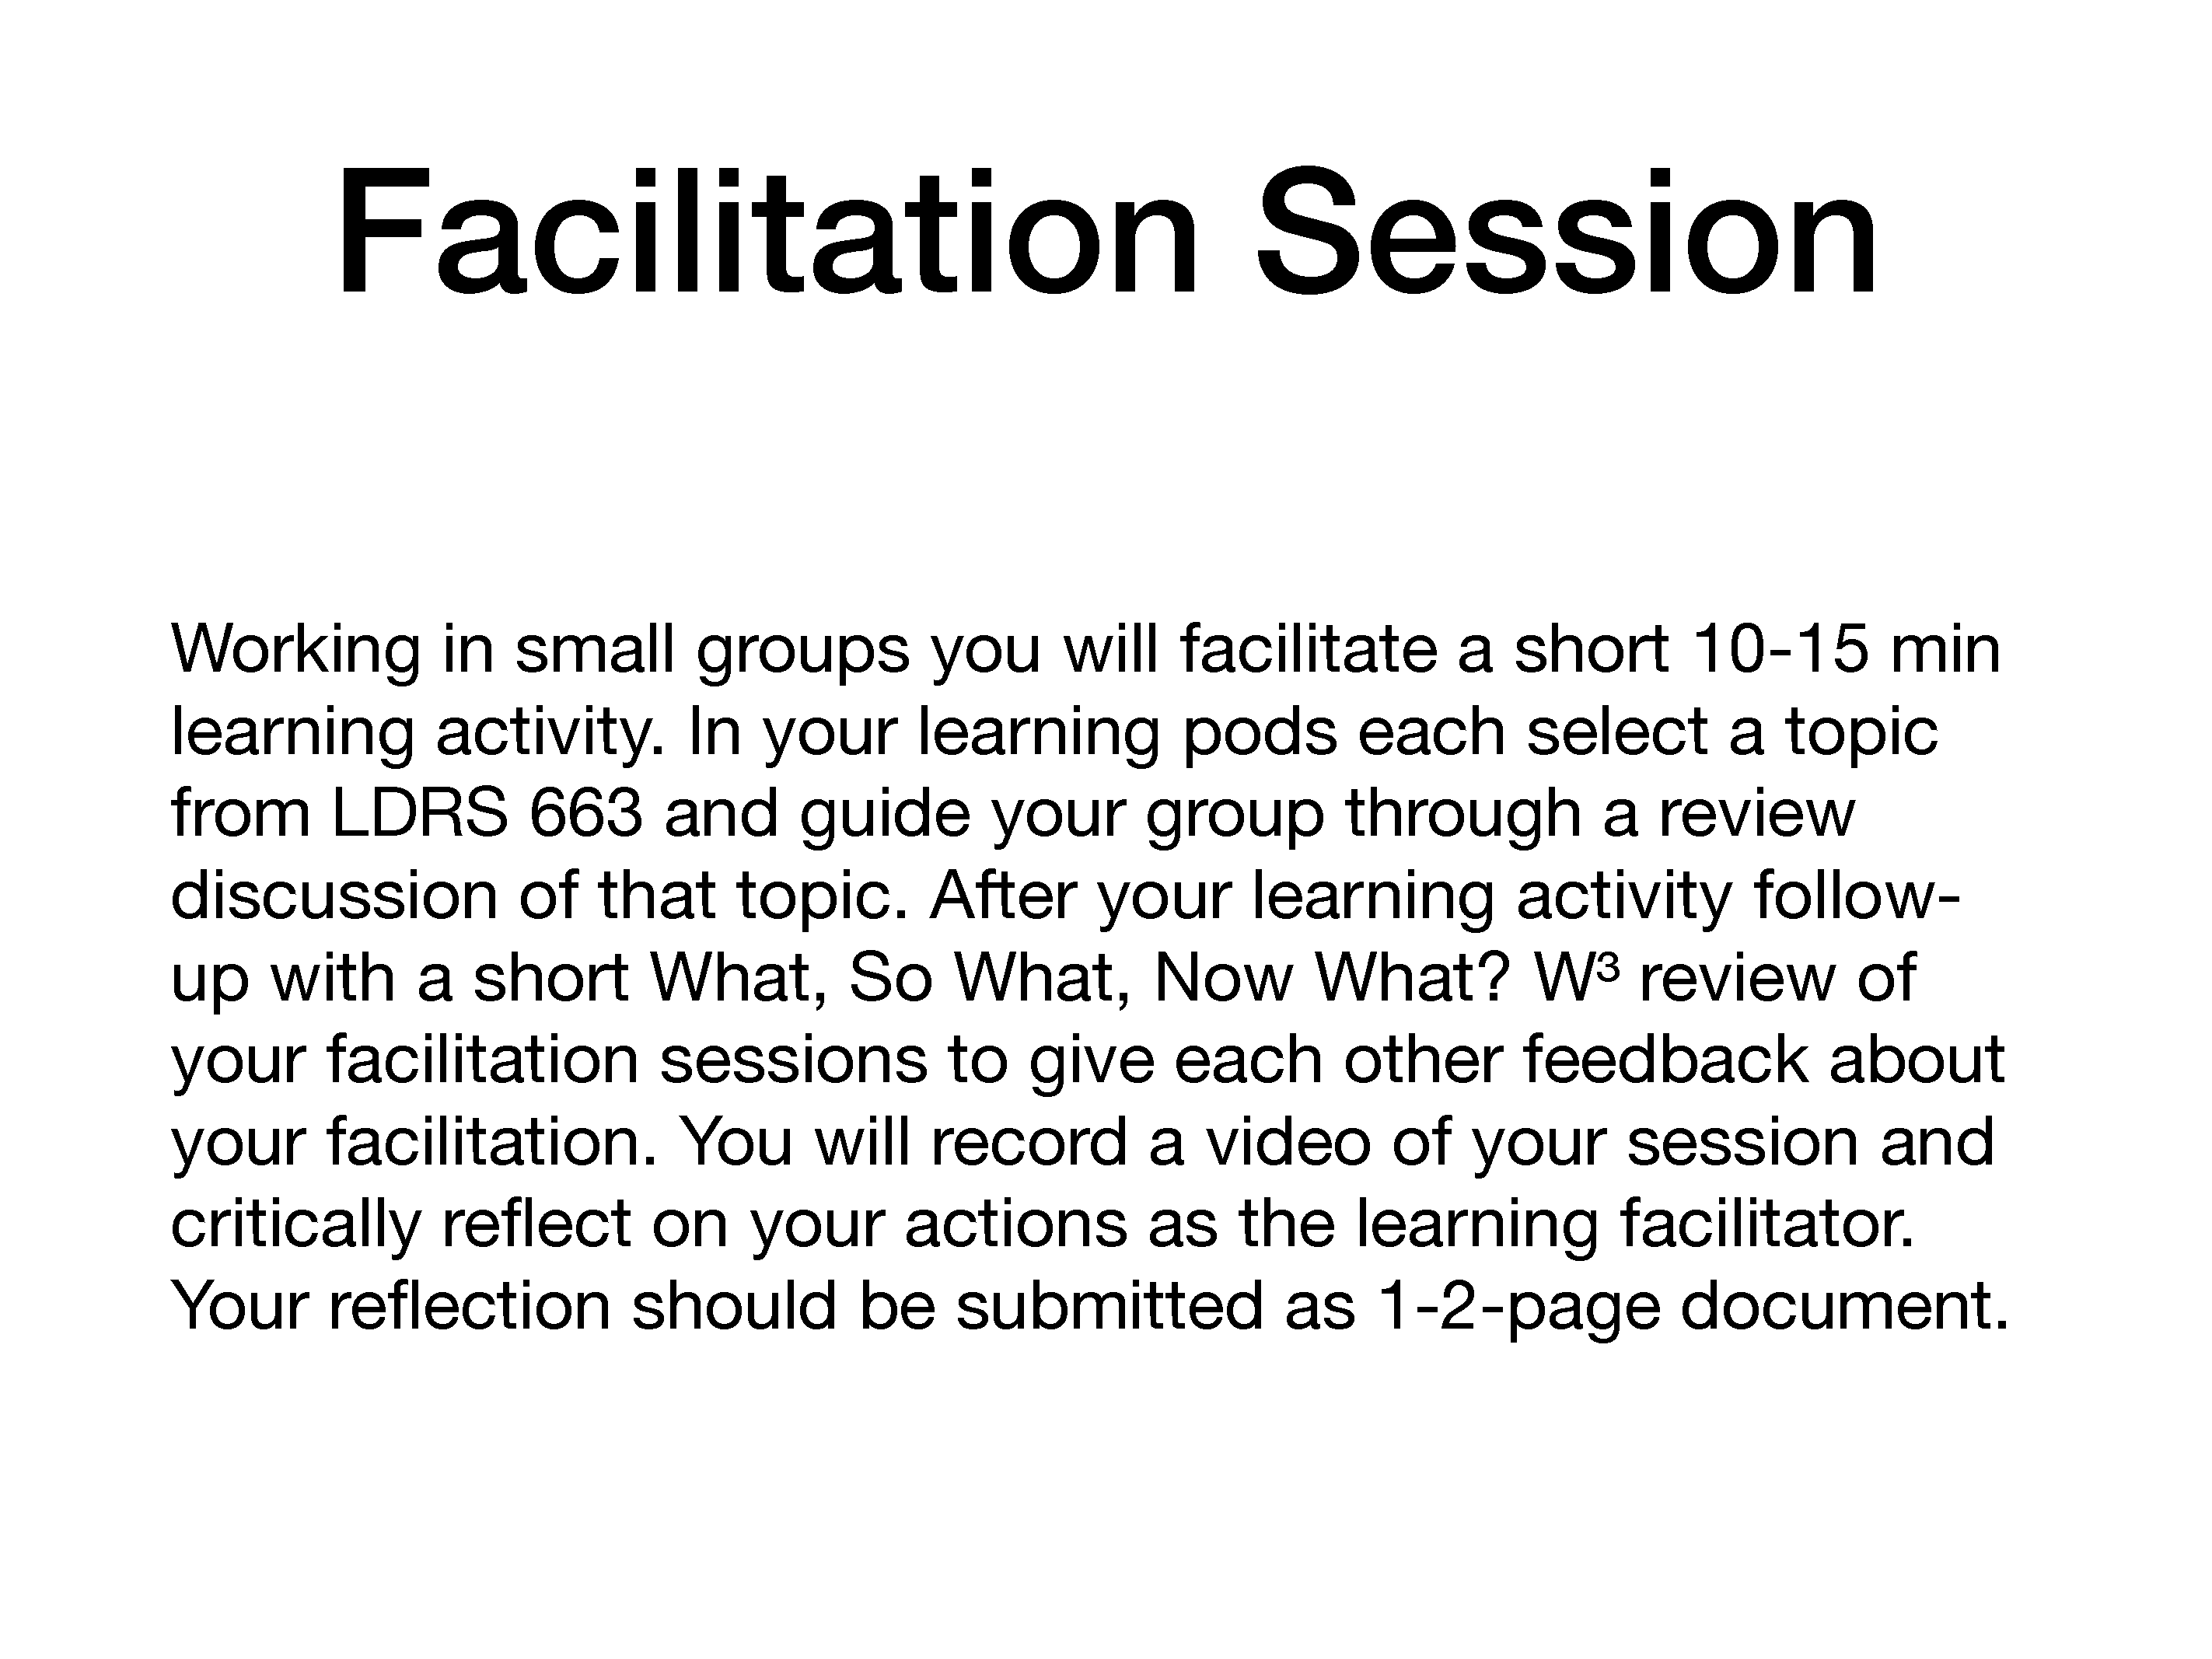 Facilitation Session
Working in small groups you will facilitate a short 10-15 min
learning activity. In your learning pods each select a topic
from LDRS 663 and guide your group through a review
discussion of that topic. After your learning activity follow-
up with a short What, So What, Now What? W³ review of
your facilitation sessions to give each other feedback about
your facilitation. You will record a video of your session and
critically reflect on your actions as the learning facilitator.
Your reflection should be submitted as 1-2-page document.